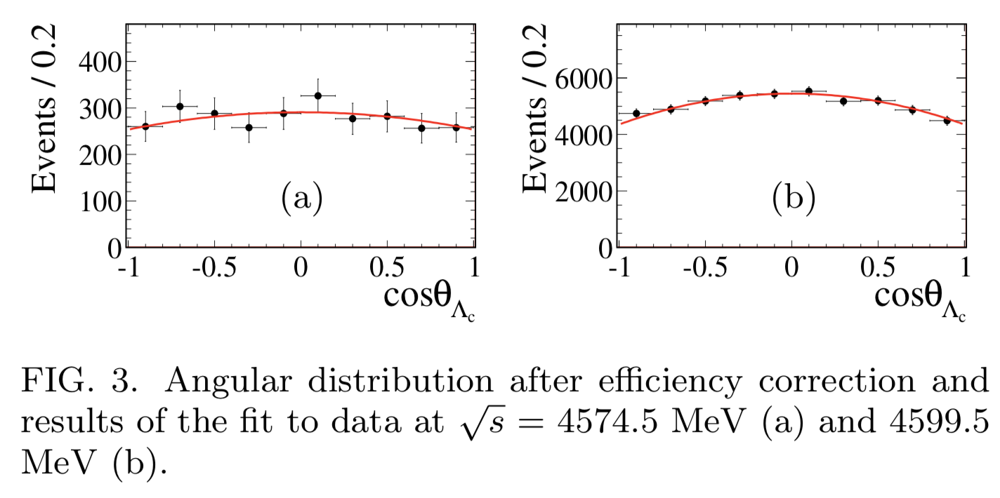 Events / 0.2
400
300
200
100
0
-1 -0.5 0 0.5 1
cosθ_Λc
(a)
Events / 0.2
6000
4000
2000
0
-1 -0.5 0 0.5 1
cosθ_Λc
(b)
FIG. 3. Angular distribution after efficiency correction and
results of the fit to data at √s = 4574.5 MeV (a) and 4599.5
MeV (b).